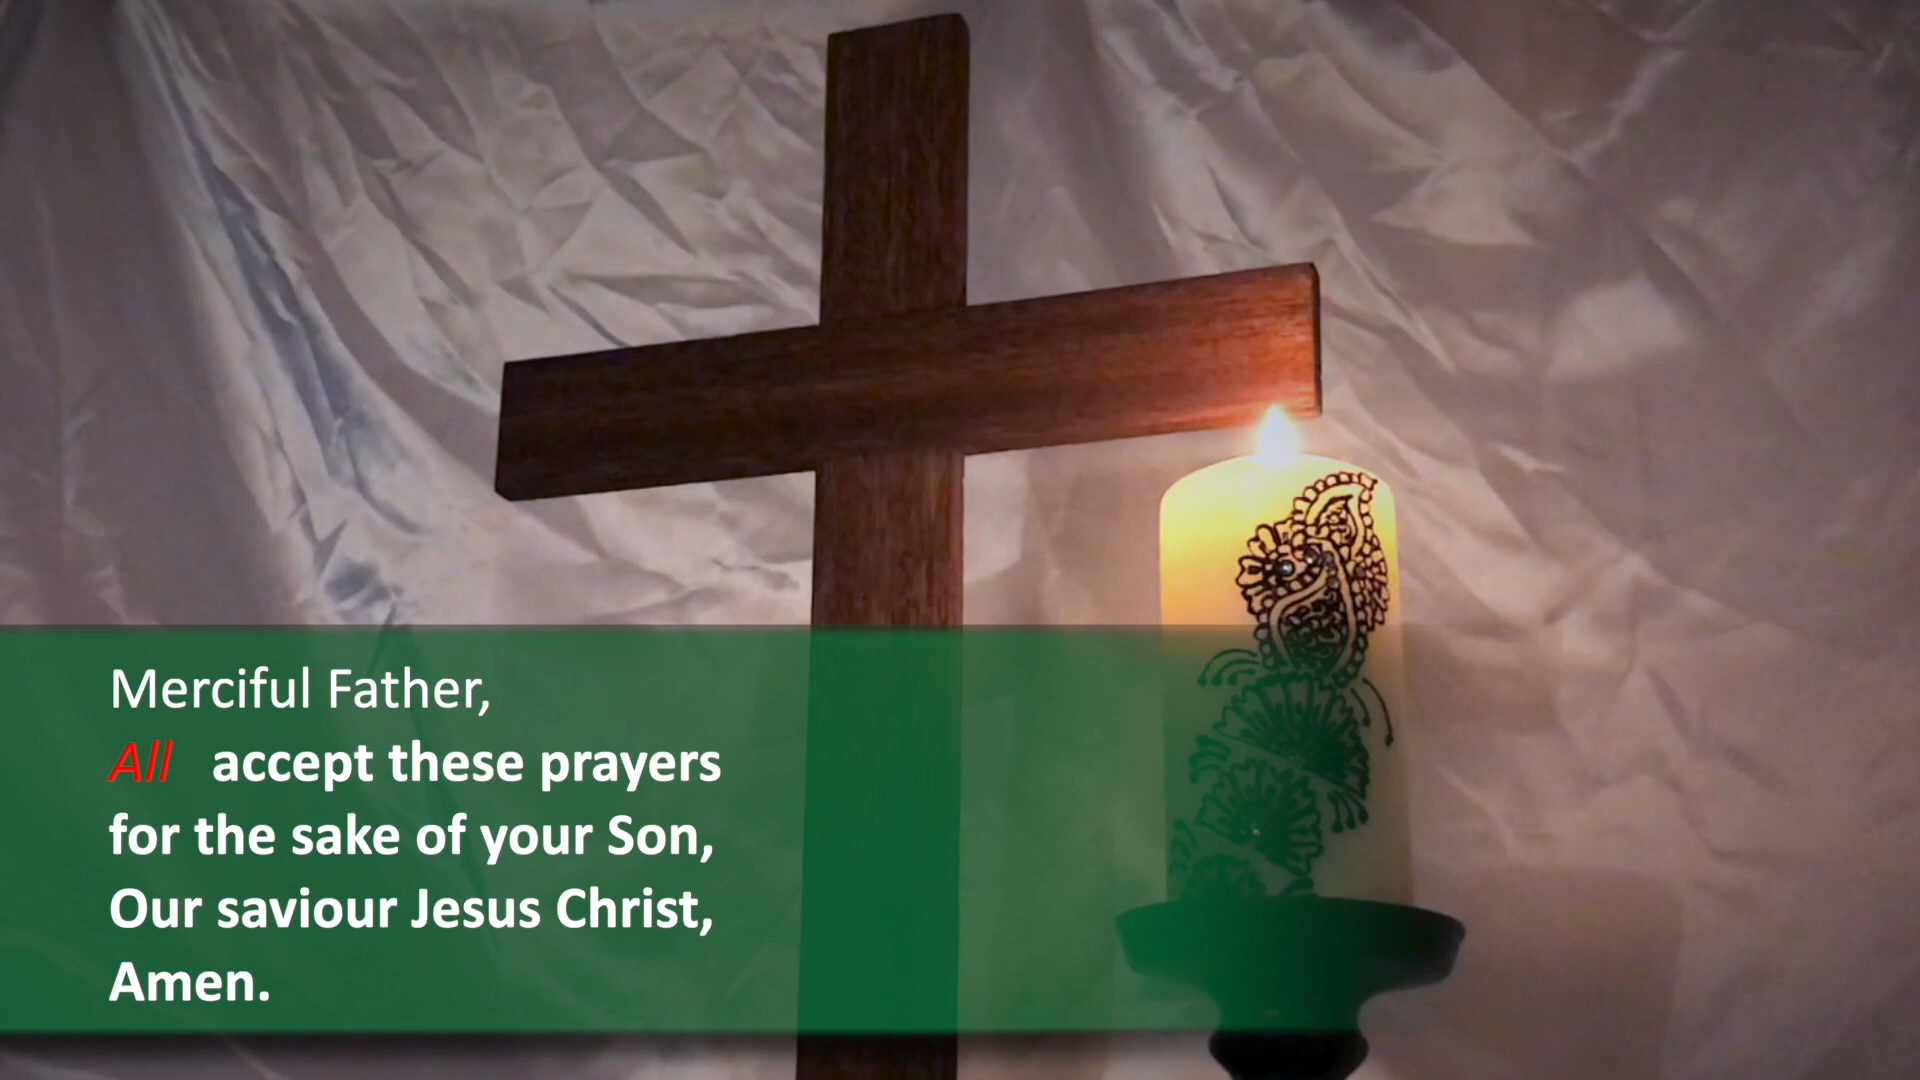 Merciful Father,
All accept these prayers
for the sake of your Son,
Our saviour Jesus Christ,
Amen.